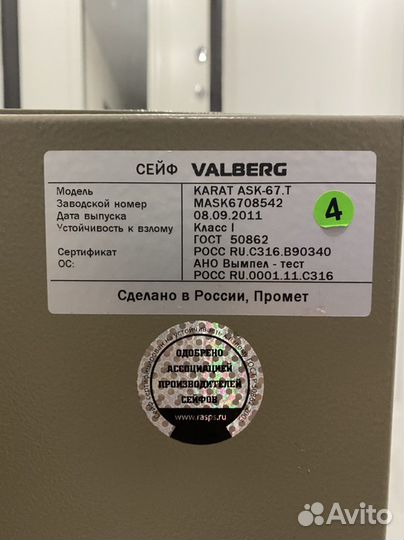 СЕЙФ VALBERG
Модель KARAT ASK-67.T
Заводской номер MASK6708542
Дата выпуска 08.09.2011
Устойчивость к взлому Класс I
ГОСТ 50862
Сертификат РОСС RU.C316.B90340
ОС: АНО Вымпел - тест
РОСС RU.0001.11.C316
4
Сделано в России, Промет
ОДОБРЕНО
АССОЦИАЦИЕЙ
ПРОИЗВОДИТЕЛЕЙ
СЕЙФОВ
www.rasps.ru
Avito